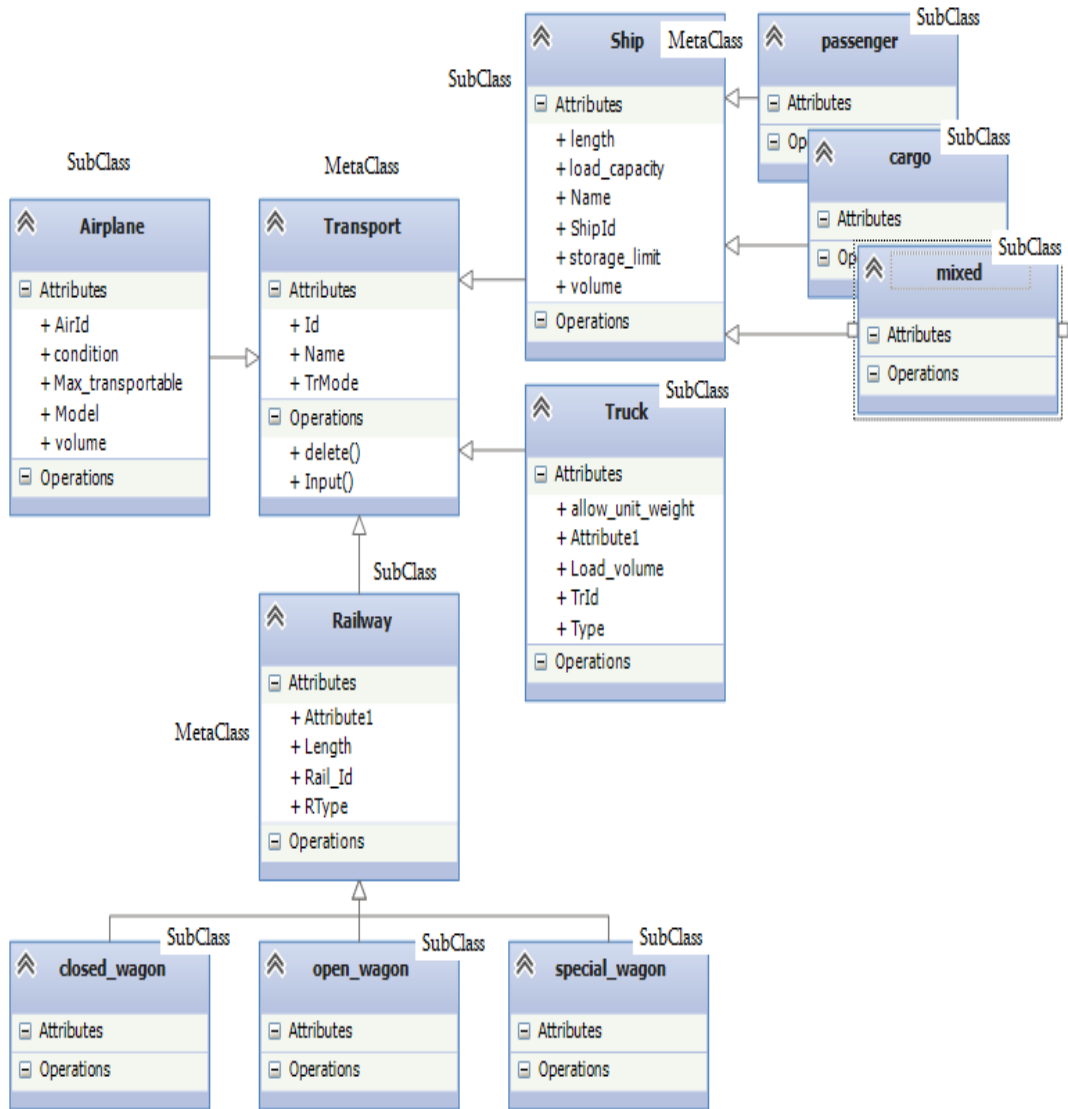 SubClass
Ship
MetaClass
passenger
SubClass
Attributes
Attributes
+ length
+ load_capacity
+ Name
+ ShipId
+ storage_limit
+ volume
Operations
Op
SubClass
cargo
Attributes
Op
SubClass
mixed
Attributes
Operations
SubClass
Airplane
Attributes
+ AirId
+ condition
+ Max_transportable
+ Model
+ volume
Operations
MetaClass
Transport
Attributes
+ Id
+ Name
+ TrMode
Operations
+ delete()
+ Input()
SubClass
Truck
Attributes
+ allow_unit_weight
+ Attribute1
+ Load_volume
+ TrId
+ Type
Operations
SubClass
Railway
MetaClass
Attributes
+ Attribute1
+ Length
+ Rail_Id
+ RType
Operations
SubClass
closed_wagon
Attributes
Operations
SubClass
open_wagon
Attributes
Operations
SubClass
special_wagon
Attributes
Operations